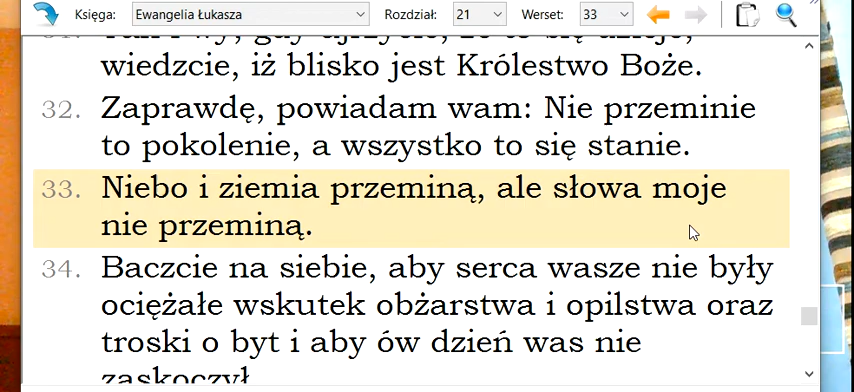 Księga: Ewangelia Łukasza Rozdział: 21 Werset: 33
wiedzcie, iż blisko jest Królestwo Boże.
32. Zaprawdę, powiadam wam: Nie przeminie
to pokolenie, a wszystko to się stanie.
33. Niebo i ziemia przeminą, ale słowa moje
nie przeminą.
34. Baczcie na siebie, aby serca wasze nie były
ociężałe wskutek obżarstwa i opilstwa oraz
troski o byt i aby ów dzień was nie
zaskoczył